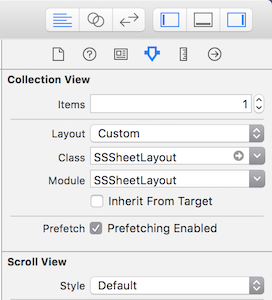 Collection View
Items 1
Layout Custom
Class SSSheetLayout
Module SSSheetLayout
Inherit From Target
Prefetch Prefetching Enabled
Scroll View
Style Default